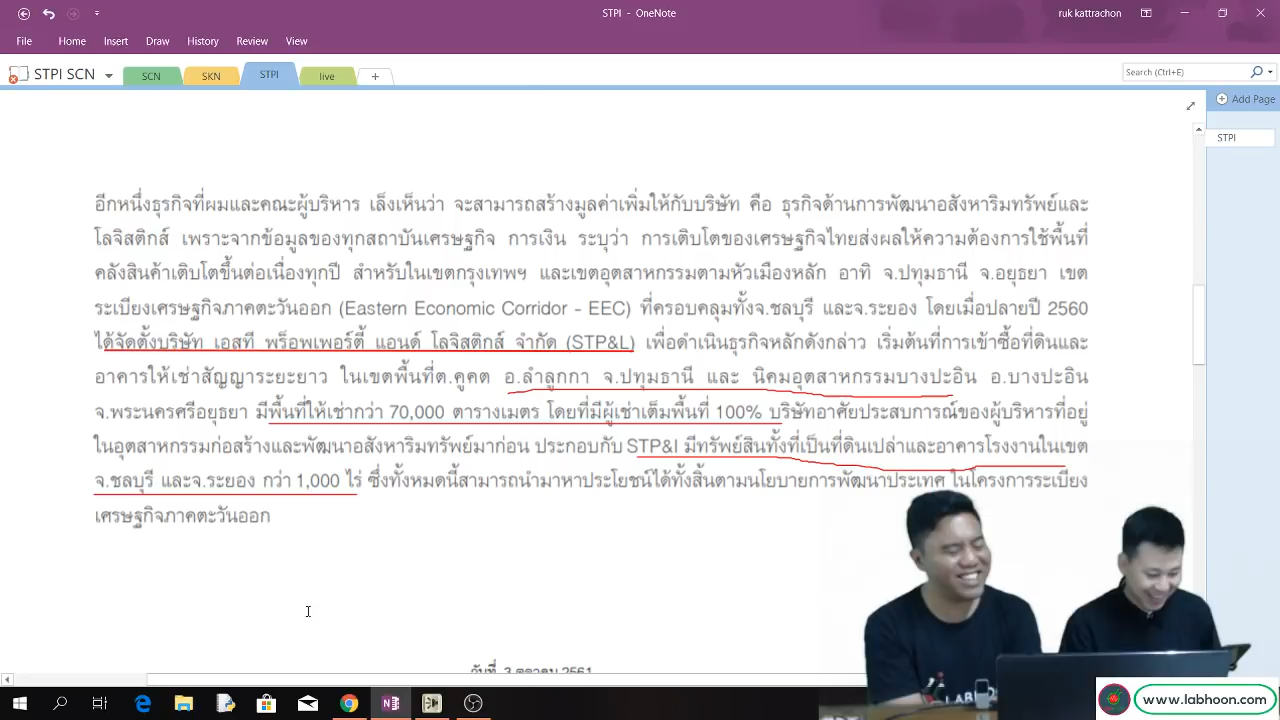 STPI - OneNote
ruk kattrachon
File Home Insert Draw History Review View
STPI SCN
SCN SKN STPI live +
Search (Ctrl+E)
Add Page
STPI
อีกหนึ่งธุรกิจที่ผมและคณะผู้บริหาร เล็งเห็นว่า จะสามารถสร้างมูลค่าเพิ่มให้กับบริษัท คือ ธุรกิจด้านการพัฒนาอสังหาริมทรัพย์และ
โลจิสติกส์ เพราะจากข้อมูลของทุกสถาบันเศรษฐกิจ การเงิน ระบุว่า การเติบโตของเศรษฐกิจไทยส่งผลให้ความต้องการใช้พื้นที่
คลังสินค้าเติบโตขึ้นต่อเนื่องทุกปี สำหรับในเขตกรุงเทพฯ และเขตอุตสาหกรรมตามหัวเมืองหลัก อาทิ จ.ปทุมธานี จ.อยุธยา เขต
ระเบียงเศรษฐกิจภาคตะวันออก (Eastern Economic Corridor - EEC) ที่ครอบคลุมทั้งจ.ชลบุรี และจ.ระยอง โดยเมื่อปลายปี 2560
ได้จัดตั้งบริษัท เอสที พร็อพเพอร์ตี้ แอนด์ โลจิสติกส์ จำกัด (STP&L) เพื่อดำเนินธุรกิจหลักดังกล่าว เริ่มต้นที่การเข้าซื้อที่ดินและ
อาคารให้เช่าสัญญาระยะยาว ในเขตพื้นที่ต.คูคต อ.ลำลูกกา จ.ปทุมธานี และ นิคมอุตสาหกรรมบางปะอิน อ.บางปะอิน
จ.พระนครศรีอยุธยา มีพื้นที่ให้เช่ากว่า 70,000 ตารางเมตร โดยที่มีผู้เช่าเต็มพื้นที่ 100% บริษัทอาศัยประสบการณ์ของผู้บริหารที่อยู่
ในอุตสาหกรรมก่อสร้างและพัฒนาอสังหาริมทรัพย์มาก่อน ประกอบกับ STP&I มีทรัพย์สินทั้งที่เป็นที่ดินเปล่าและอาคารโรงงานในเขต
จ.ชลบุรี และจ.ระยอง กว่า 1,000 ไร่ ซึ่งทั้งหมดนี้สามารถนำมาหาประโยชน์ได้ทั้งสิ้นตามนโยบายการพัฒนาประเทศ ในโครงการระเบียง
เศรษฐกิจภาคตะวันออก
วันที่ 3 ตุลาคม 2561
www.labhoon.com